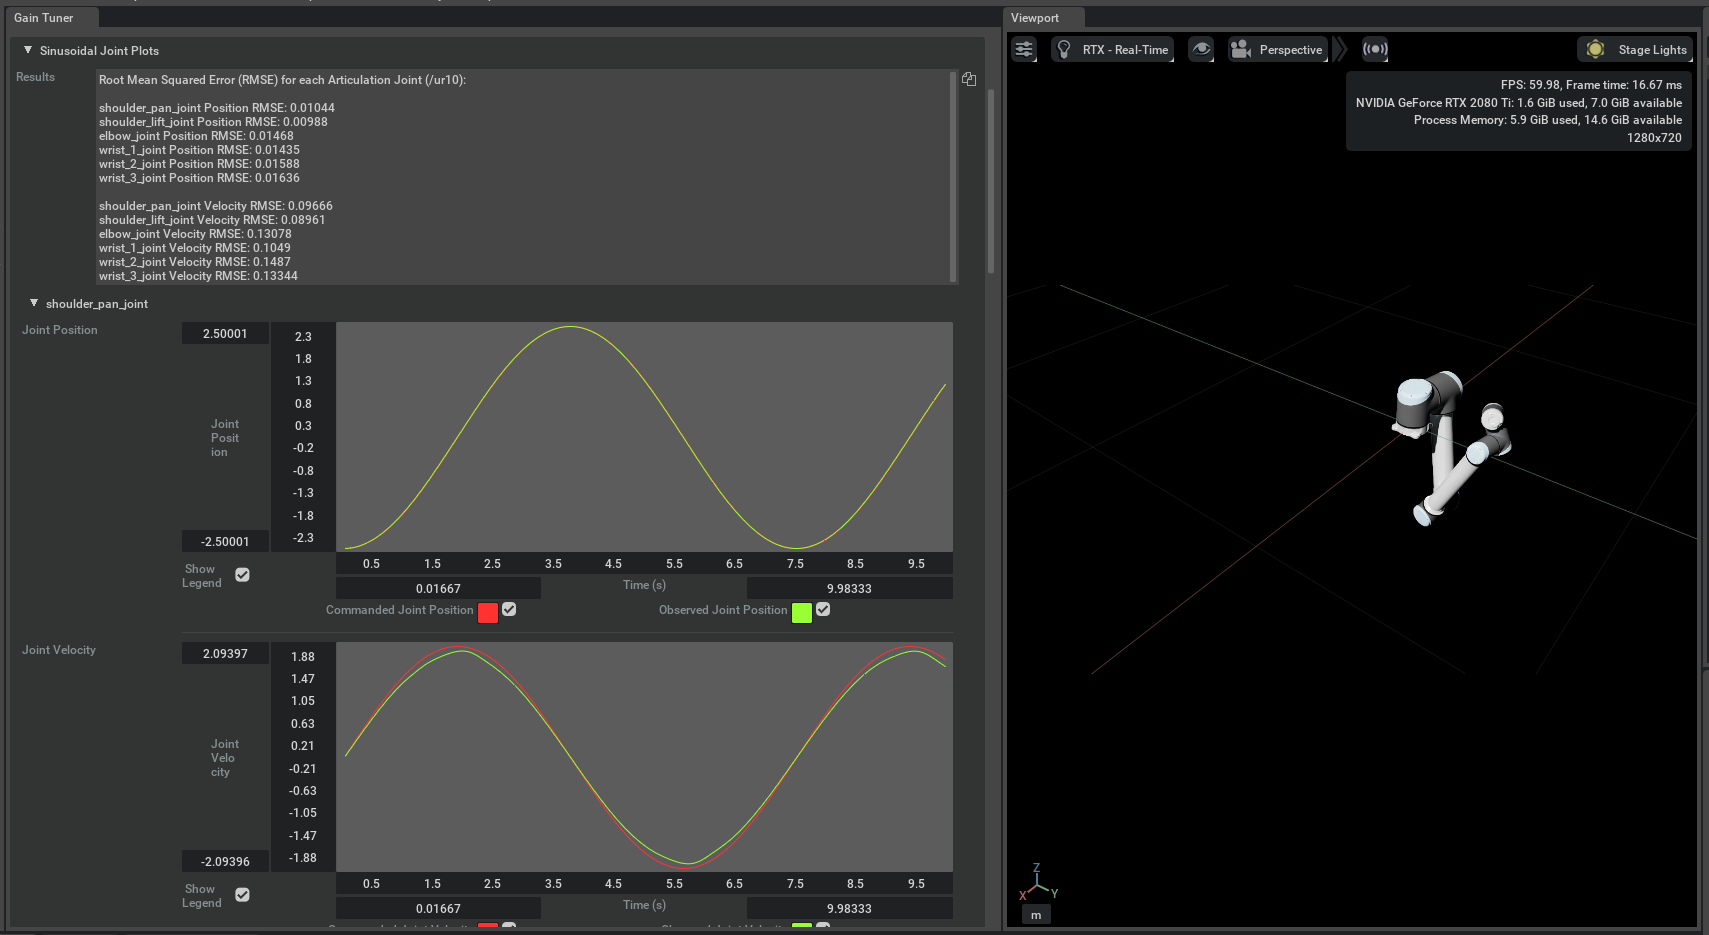 Gain Tuner
Sinusoidal Joint Plots
Results
Root Mean Squared Error (RMSE) for each Articulation Joint (/ur10):
shoulder_pan_joint Position RMSE: 0.01044
shoulder_lift_joint Position RMSE: 0.00988
elbow_joint Position RMSE: 0.01468
wrist_1_joint Position RMSE: 0.01435
wrist_2_joint Position RMSE: 0.01588
wrist_3_joint Position RMSE: 0.01636
shoulder_pan_joint Velocity RMSE: 0.09666
shoulder_lift_joint Velocity RMSE: 0.08961
elbow_joint Velocity RMSE: 0.13078
wrist_1_joint Velocity RMSE: 0.1049
wrist_2_joint Velocity RMSE: 0.1487
wrist_3_joint Velocity RMSE: 0.13344
shoulder_pan_joint
Joint Position
2.50001
Joint
Posit
ion
-2.50001
2.3
1.8
1.3
0.8
0.3
-0.2
-0.8
-1.3
-1.8
-2.3
0.5 1.5 2.5 3.5 4.5 5.5 6.5 7.5 8.5 9.5
Show
Legend
0.01667 Time (s) 9.98333
Commanded Joint Position Observed Joint Position
Joint Velocity
2.09397
Joint
Velo
city
-2.09396
1.88
1.47
1.05
0.63
0.21
-0.21
-0.63
-1.05
-1.47
-1.88
0.5 1.5 2.5 3.5 4.5 5.5 6.5 7.5 8.5 9.5
Show
Legend
0.01667 Time (s) 9.98333
Viewport
RTX - Real-Time Perspective Stage Lights
FPS: 59.98, Frame time: 16.67 ms
NVIDIA GeForce RTX 2080 Ti: 1.6 GiB used, 7.0 GiB available
Process Memory: 5.9 GiB used, 14.6 GiB available
1280x720
Z
X Y
m